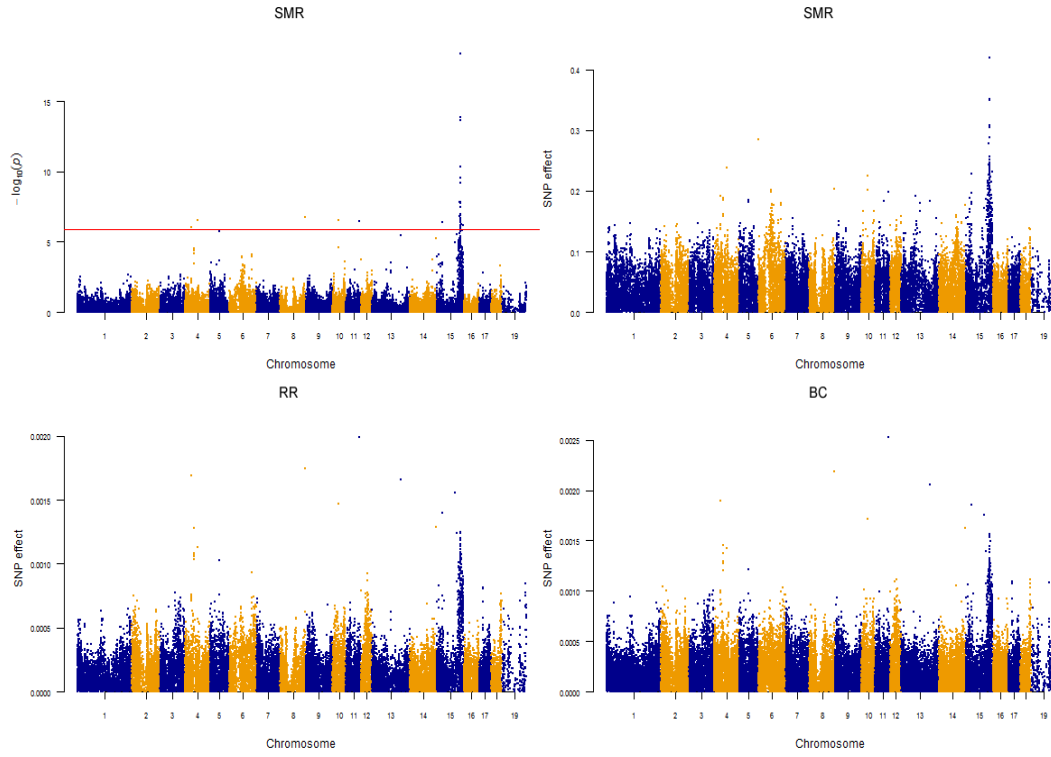 SMR
−log10(p)
15
10
5
0
1 2 3 4 5 6 7 8 9 10 11 12 13 14 15 16 17 19
Chromosome
SMR
SNP effect
0.4
0.3
0.2
0.1
0.0
1 2 3 4 5 6 7 8 9 10 11 12 13 14 15 16 17 19
Chromosome
RR
SNP effect
0.0020
0.0015
0.0010
0.0005
0.0000
1 2 3 4 5 6 7 8 9 10 11 12 13 14 15 16 17 19
Chromosome
BC
SNP effect
0.0025
0.0020
0.0015
0.0010
0.0005
0.0000
1 2 3 4 5 6 7 8 9 10 11 12 13 14 15 16 17 19
Chromosome